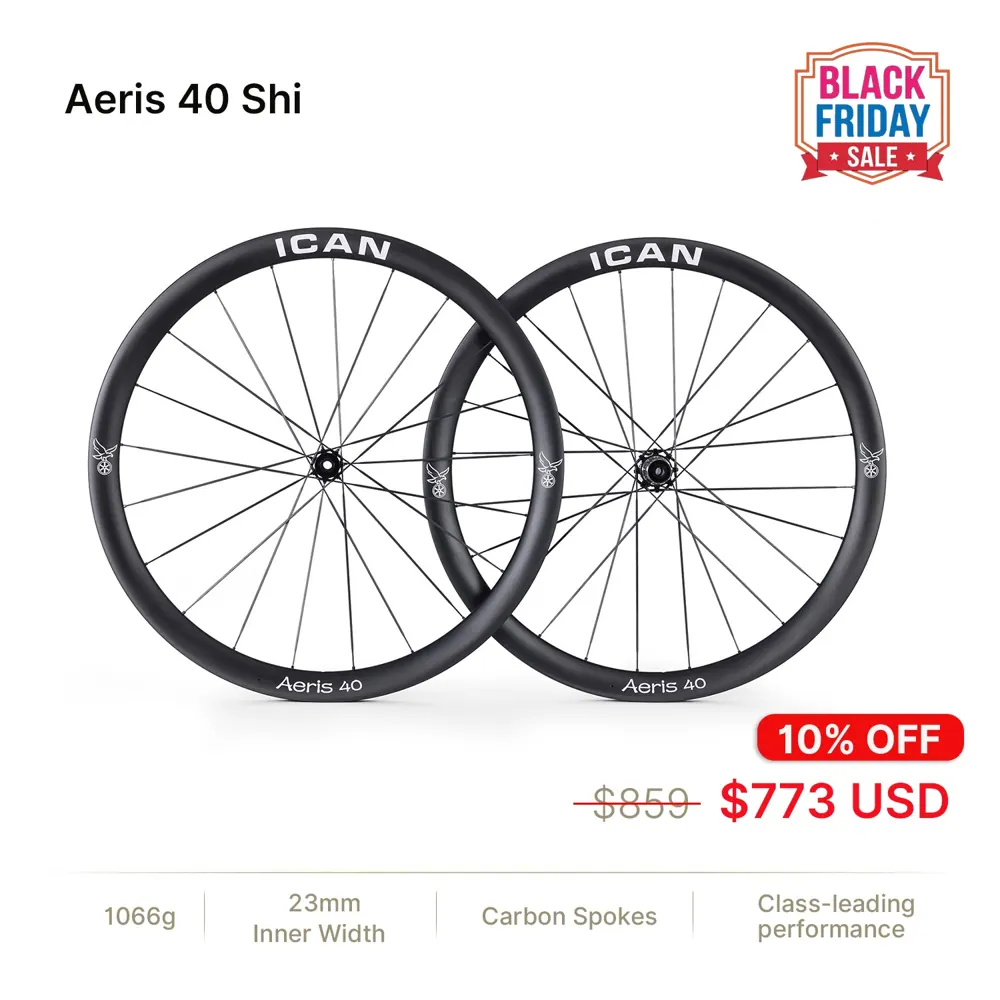 Aeris 40 Shi
BLACK
FRIDAY
SALE
ICAN
ICAN
Aeris 40
Aeris 40
10% OFF
$859 $773 USD
1066g
23mm
Inner Width
Carbon Spokes
Class-leading
performance